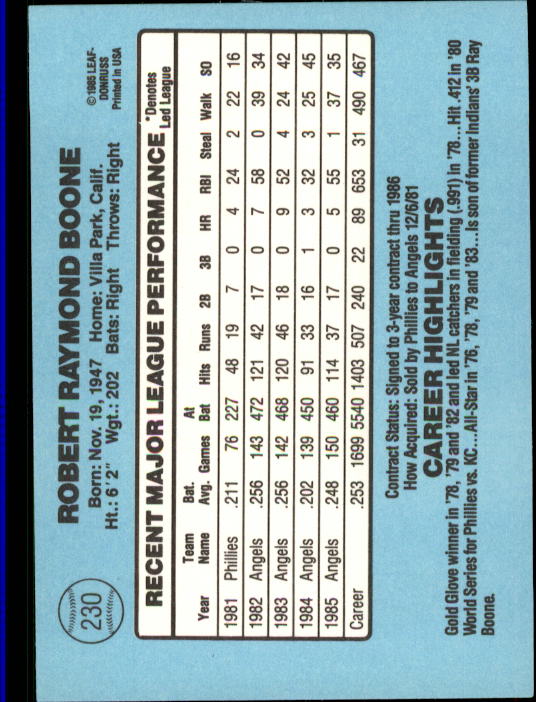 230
ROBERT RAYMOND BOONE
Born: Nov. 19, 1947 Home: Villa Park, Calif.
Ht.: 6'2" Wgt.: 202 Bats: Right Throws: Right
© 1985 LEAF-
DONRUSS
Printed in USA
RECENT MAJOR LEAGUE PERFORMANCE
*Denotes
Led League
Year Team Name Bat. Avg. Games At Bat Hits Runs 2B 3B HR RBI Steal Walk SO
1981 Phillies .211 76 227 48 19 7 0 4 24 2 22 16
1982 Angels .256 143 472 121 42 17 0 7 58 0 39 34
1983 Angels .256 142 468 120 46 18 0 9 52 4 24 42
1984 Angels .202 139 450 91 33 16 1 3 32 3 25 45
1985 Angels .248 150 460 114 37 17 0 5 55 1 37 35
Career .253 1699 5540 1403 507 240 22 89 653 31 490 467
Contract Status: Signed to 3-year contract thru 1986
How Acquired: Sold by Phillies to Angels 12/6/81
CAREER HIGHLIGHTS
Gold Glove winner in '78, '79 and '82 and led NL catchers in fielding (.991) in '78...Hit .412 in '80
World Series for Phillies vs. KC...All-Star in '76, '78, '79 and '83...Is son of former Indians' 3B Ray
Boone.